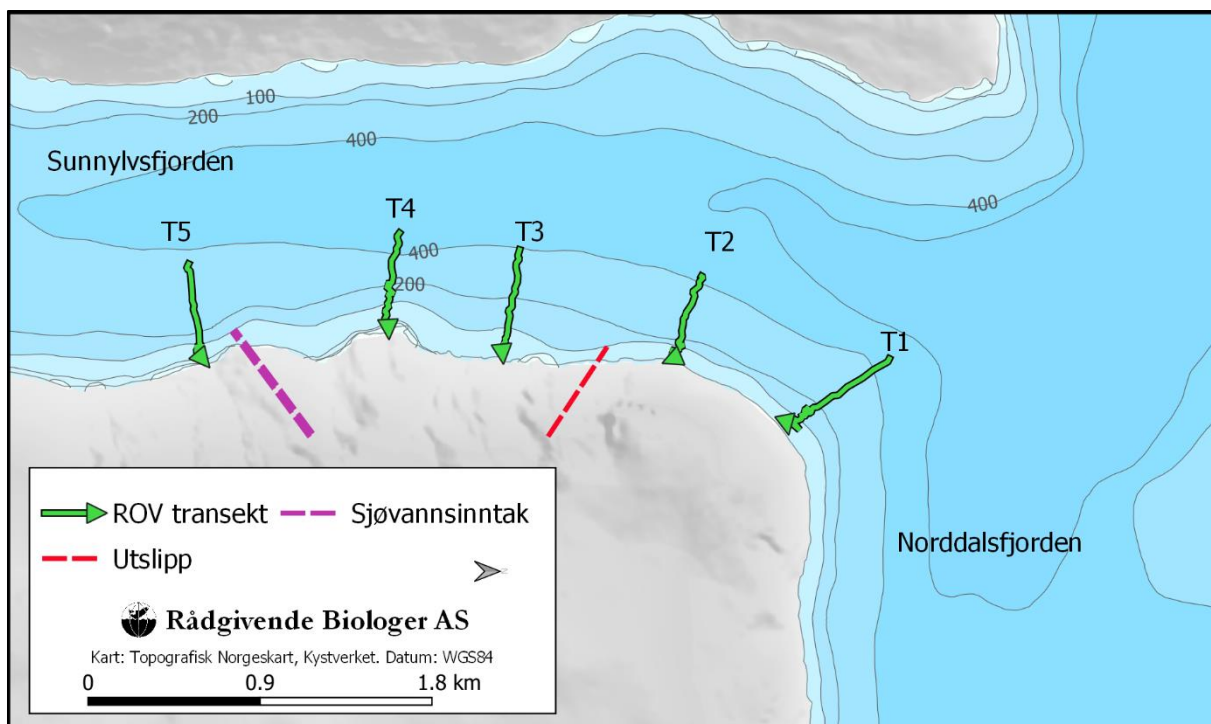 100
200
400
Sunnylvsfjorden
400
T5
T4
T3
T2
400
200
T1
Norddalsfjorden
ROV transekt
Sjøvannsinntak
Utslipp
Rådgivende Biologer AS
Kart: Topografisk Norgeskart, Kystverket. Datum: WGS84
0 0.9 1.8 km